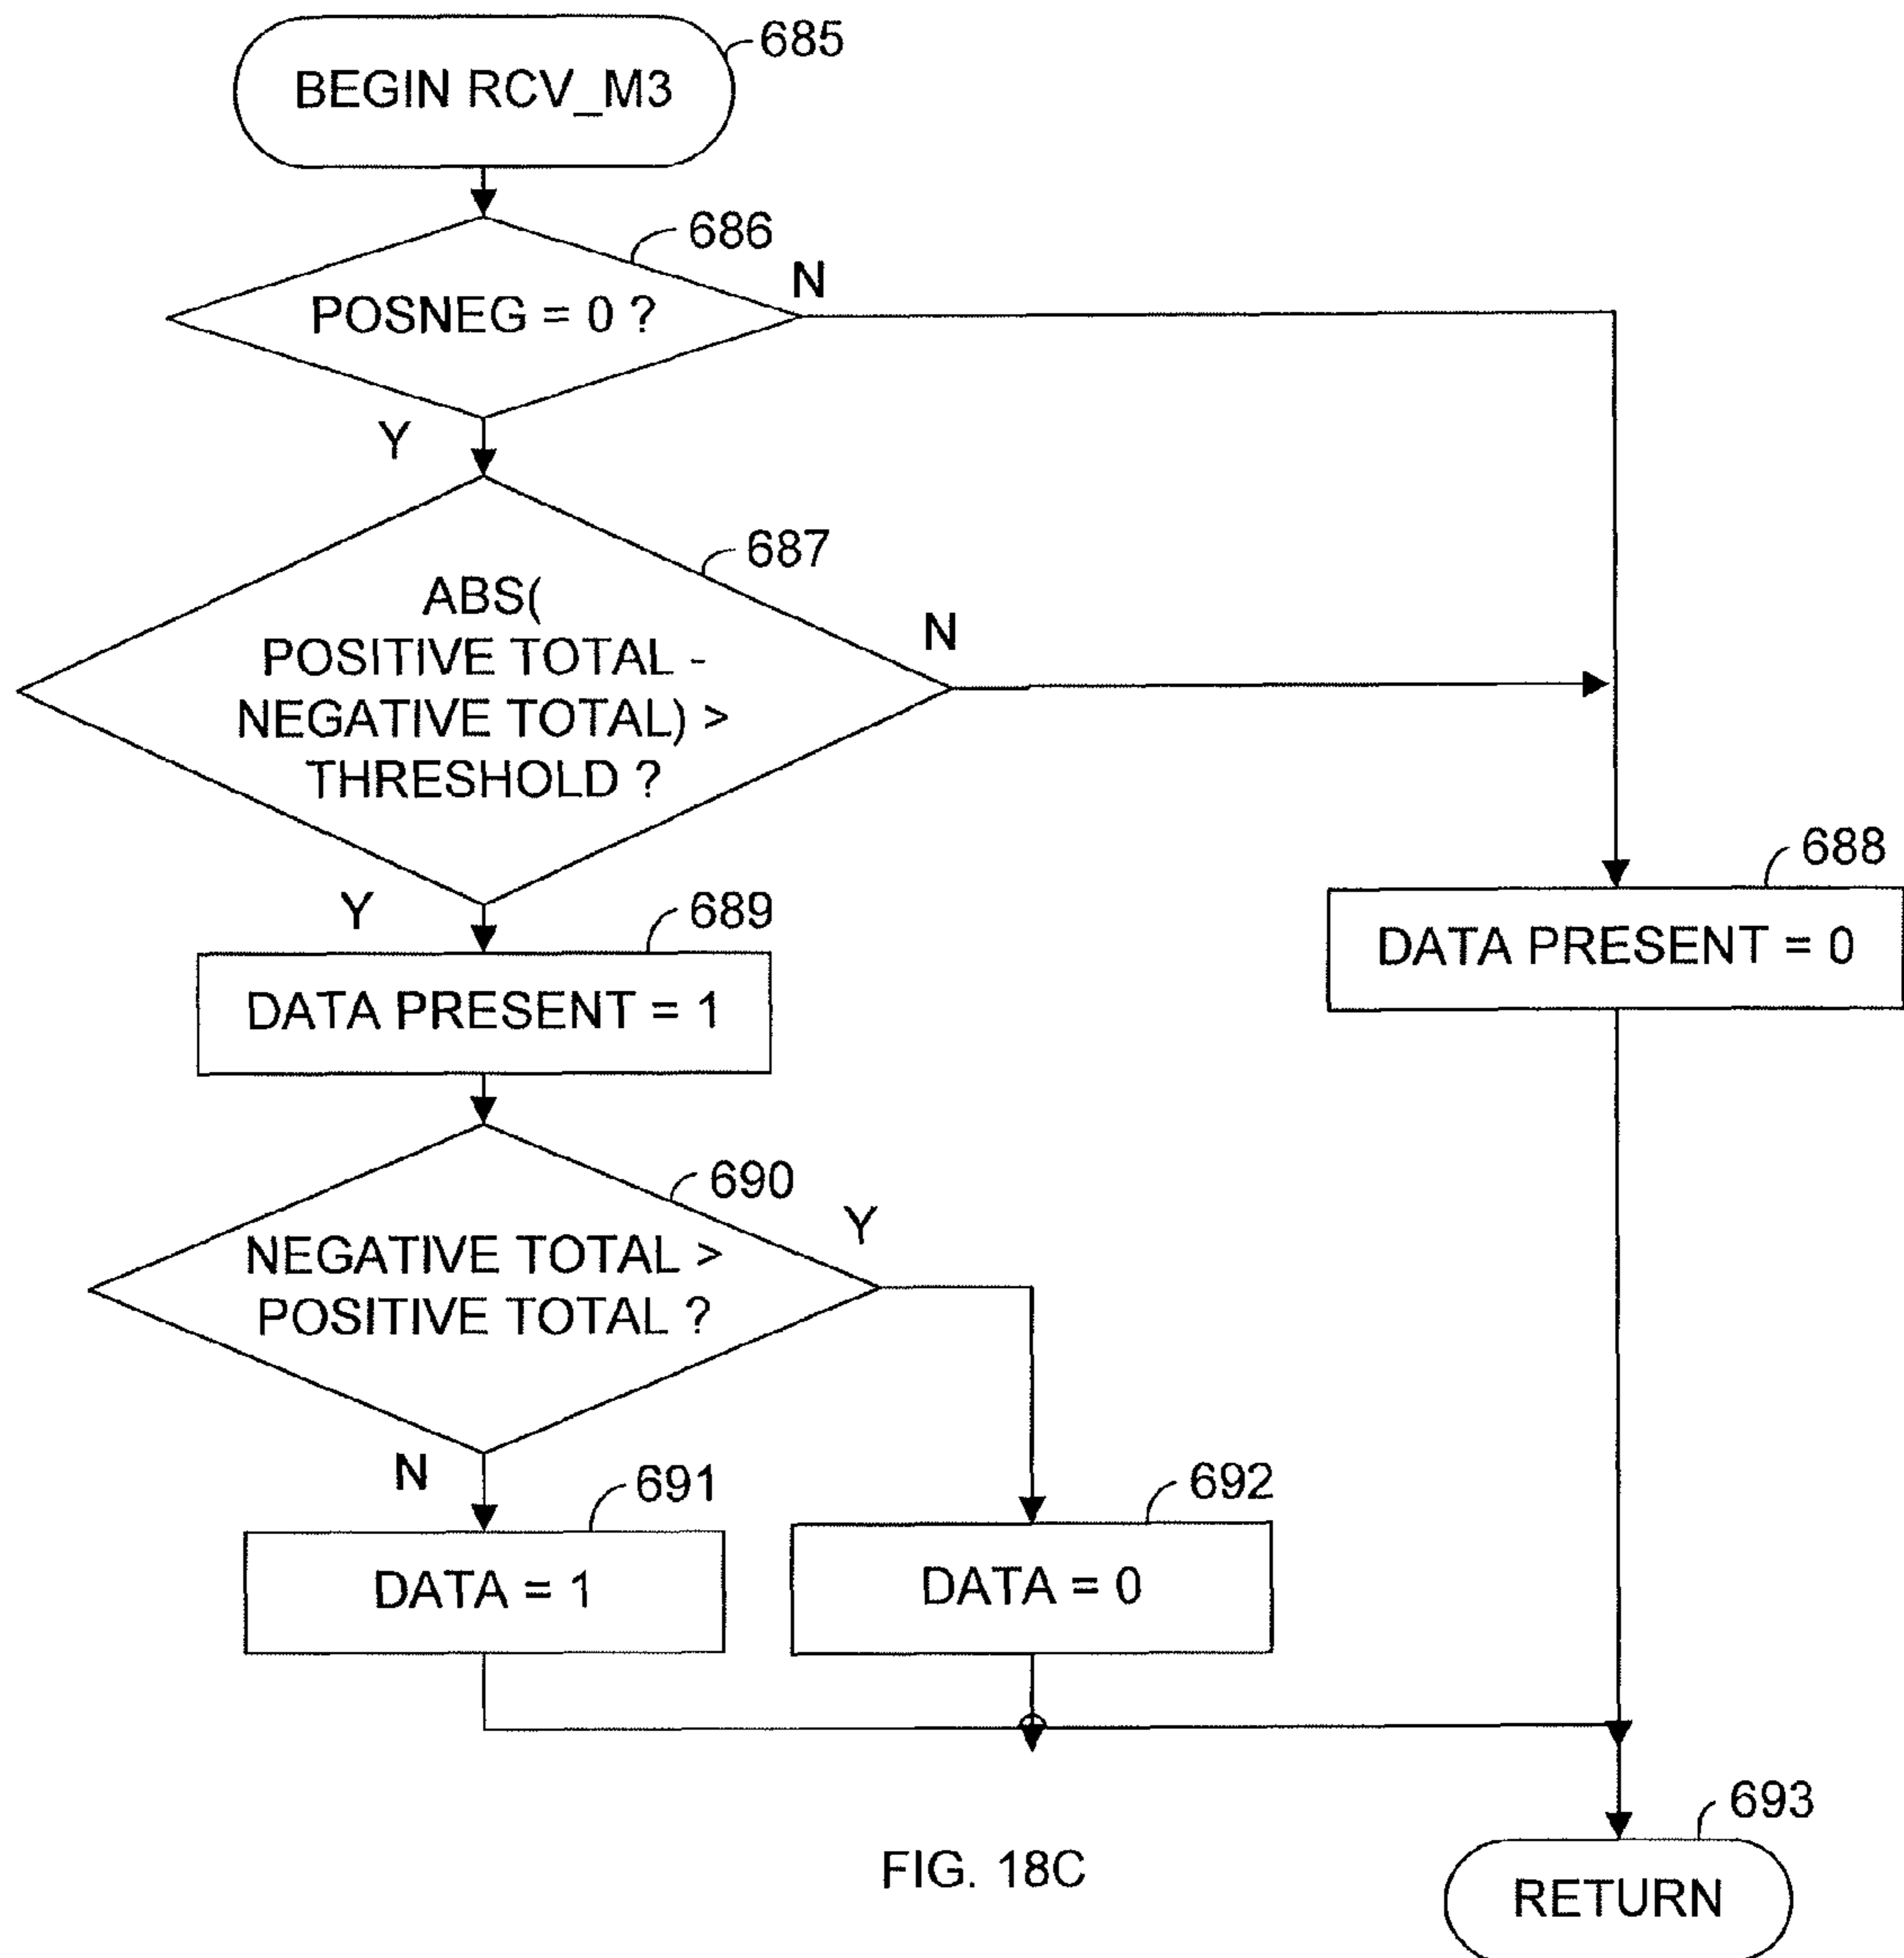 685
BEGIN RCV_M3
686
N
POSNEG = 0 ?
Y
687
ABS(
POSITIVE TOTAL -
NEGATIVE TOTAL) >
THRESHOLD ?
N
688
DATA PRESENT = 0
Y
689
DATA PRESENT = 1
690
Y
NEGATIVE TOTAL >
POSITIVE TOTAL ?
N
691
DATA = 1
692
DATA = 0
693
RETURN
FIG. 18C